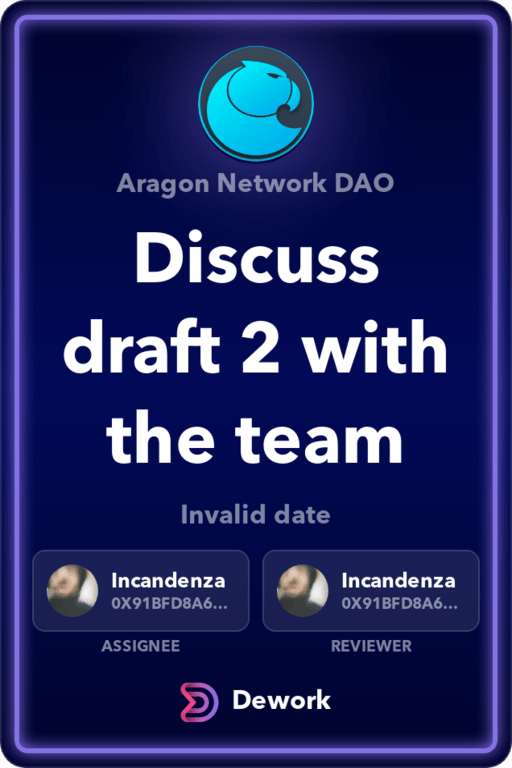 Aragon Network DAO
Discuss
draft 2 with
the team
Invalid date
Incandenza
0X91BFD8A6...
Incandenza
0X91BFD8A6...
ASSIGNEE
REVIEWER
Dework